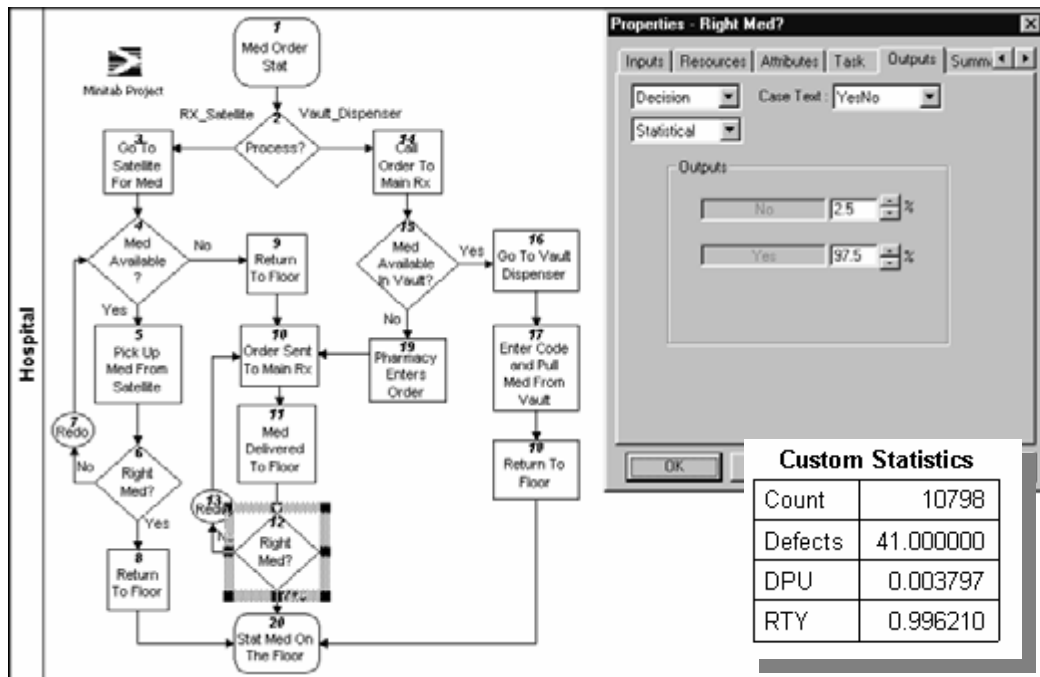 Hospital
Minitab Project
1
Med Order
Stat
RX_Satellite
Vault_Dispenser
2
Process?
3
Go To
Satellite
For Med
14
Call
Order To
Main Rx
4
Med
Available
?
No
Yes
9
Return
To Floor
15
Med
Available
In Vault?
Yes
No
16
Go To Vault
Dispenser
5
Pick Up
Med From
Satellite
10
Order Sent
To Main Rx
19
Pharmacy
Enters
Order
17
Enter Code
and Pull
Med From
Vault
7
Redo
No
6
Right
Med?
Yes
11
Med
Delivered
To Floor
18
Return To
Floor
13
Redo
12
Right
Med?
Yes
8
Return
To Floor
20
Stat Med On
The Floor
Properties - Right Med?
Inputs Resources Attributes Task Outputs Summ
Decision Case Text : YesNo
Statistical
Outputs
No 2.5 %
Yes 97.5 %
OK
Custom Statistics
Count 10798
Defects 41.000000
DPU 0.003797
RTY 0.996210